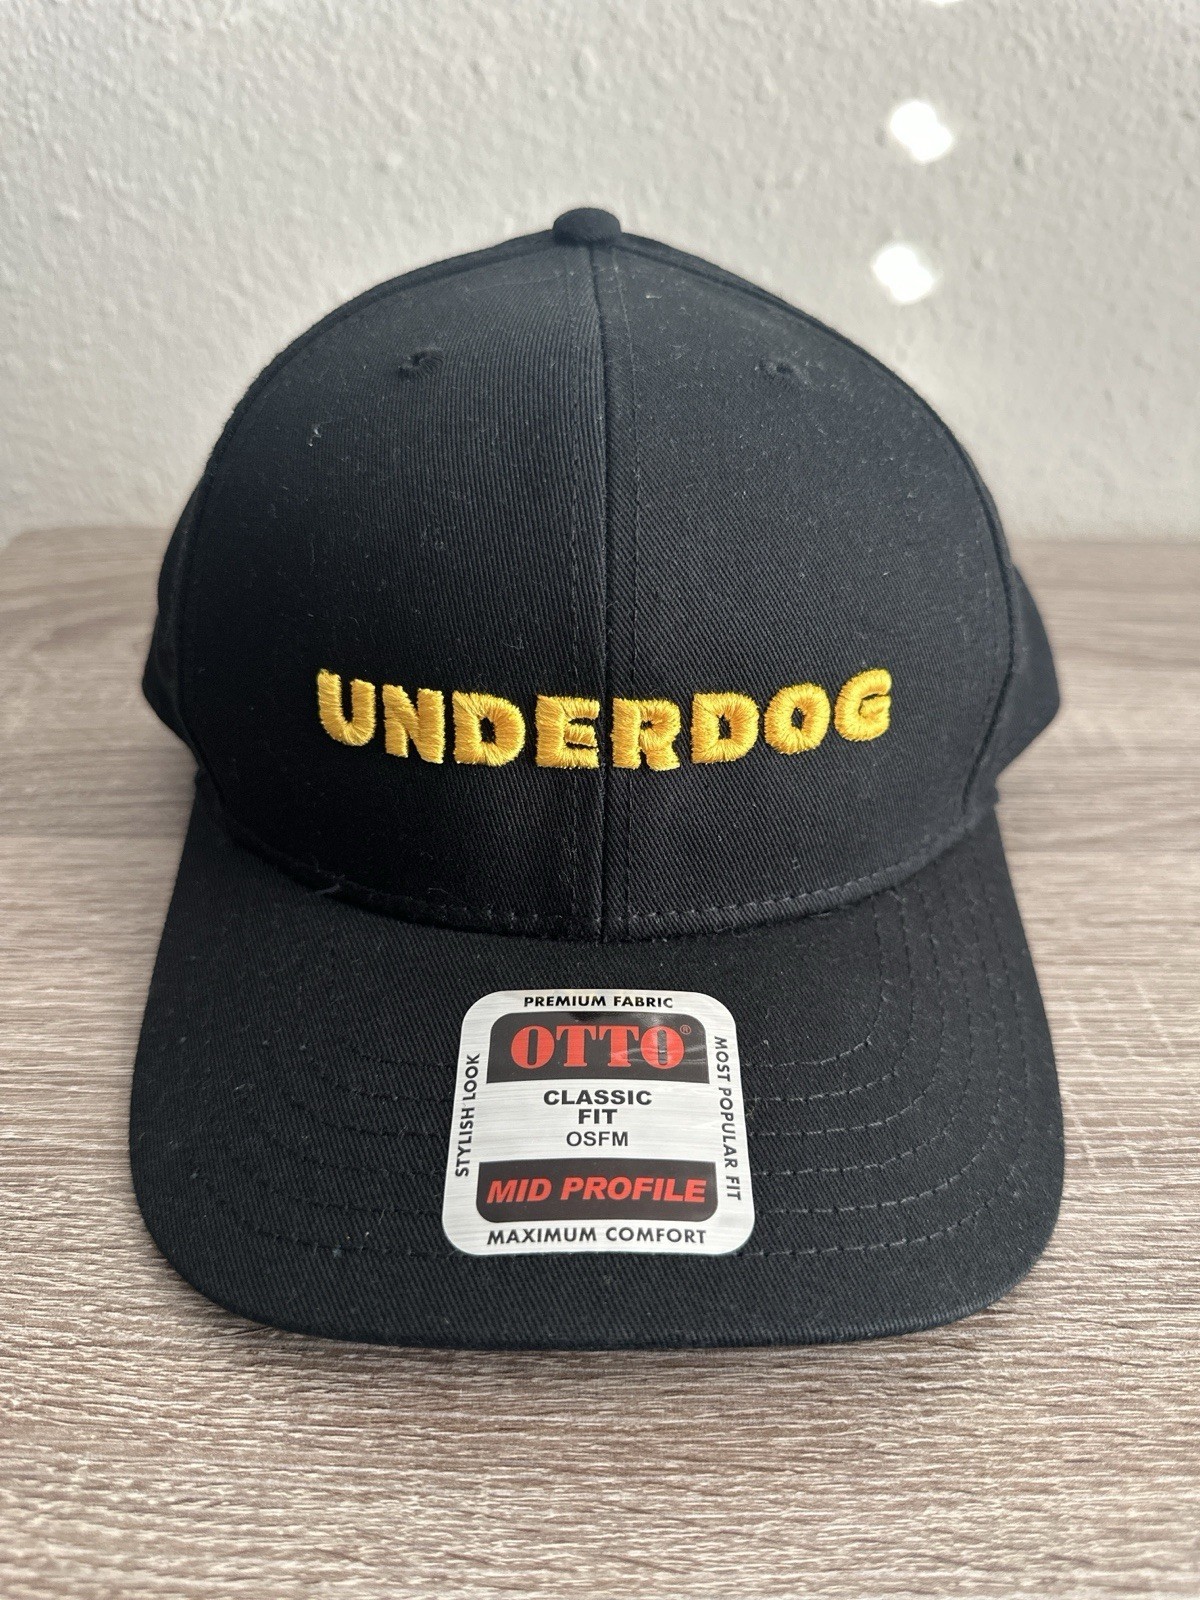 UNDERDOG
PREMIUM FABRIC
OTTO®
STYLISH LOOK
CLASSIC
FIT
OSFM
MOST POPULAR FIT
MID PROFILE
MAXIMUM COMFORT